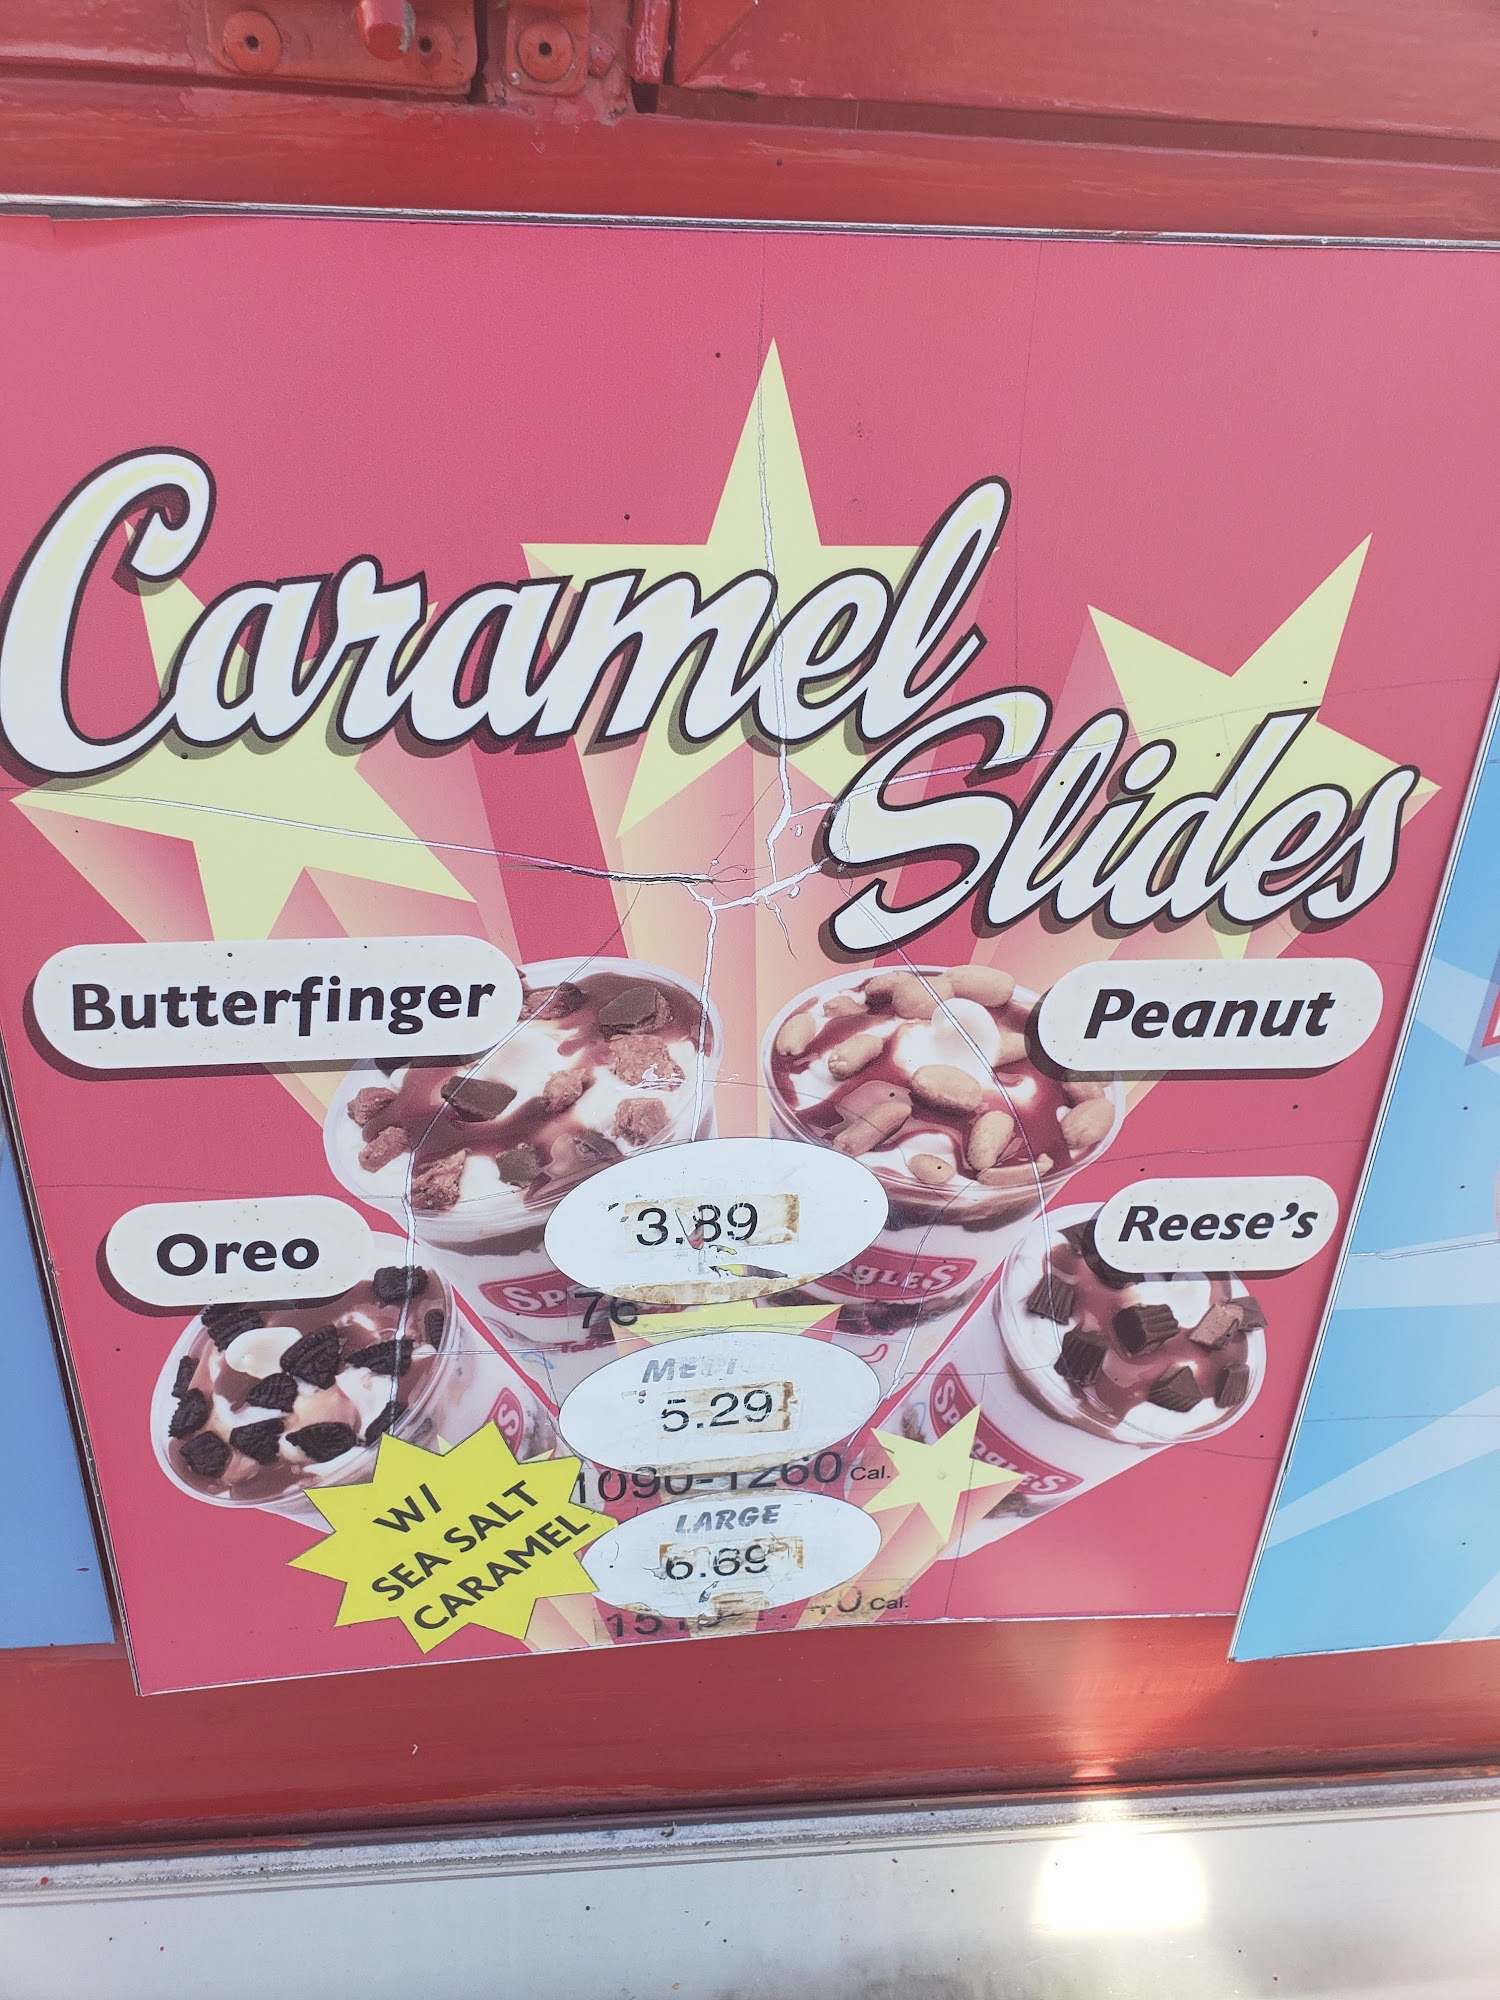 Caramel
Slides
Butterfinger
Peanut
Oreo
Reese's
3.89
5.29
1090-1260 Cal.
LARGE
6.69
Cal.
W/
SEA SALT
CARAMEL